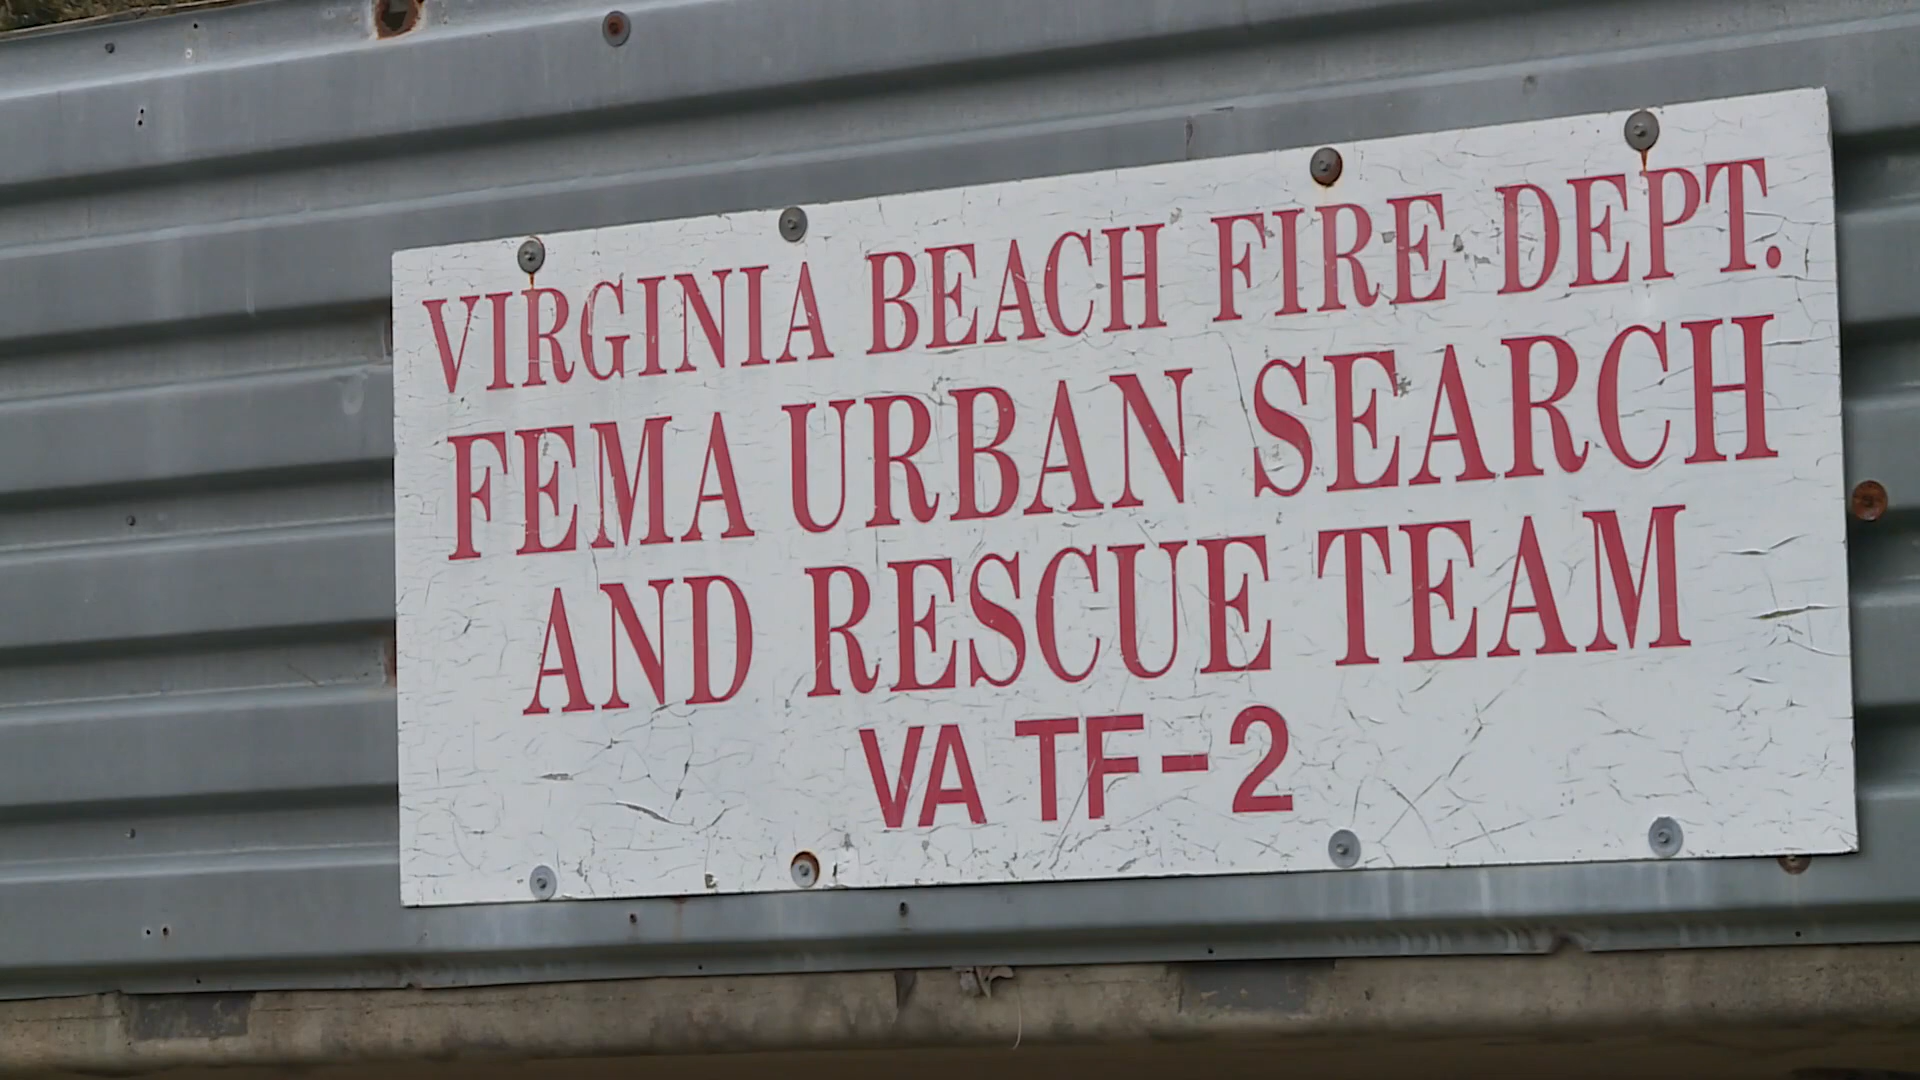 VIRGINIA BEACH FIRE DEPT.
FEMA URBAN SEARCH
AND RESCUE TEAM
VA TF-2